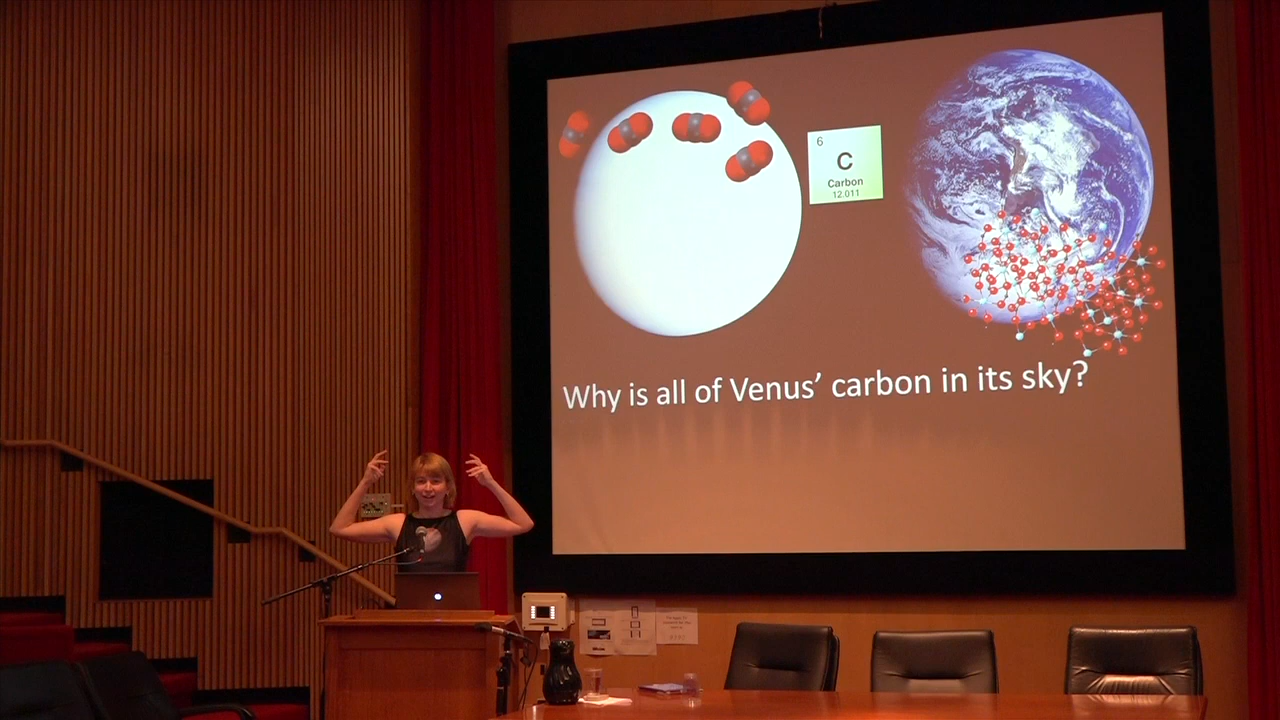 6
C
Carbon
12.011
Why is all of Venus’ carbon in its sky?